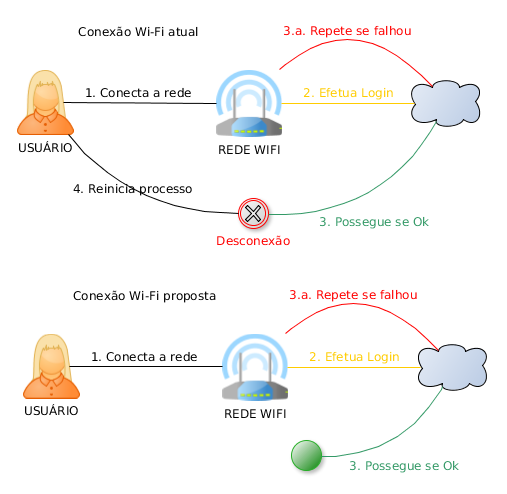 Conexão Wi-Fi atual
3.a. Repete se falhou
1. Conecta a rede
2. Efetua Login
USUÁRIO
REDE WIFI
4. Reinicia processo
3. Possegue se Ok
Desconexão
Conexão Wi-Fi proposta
3.a. Repete se falhou
1. Conecta a rede
2. Efetua Login
USUÁRIO
REDE WIFI
3. Possegue se Ok